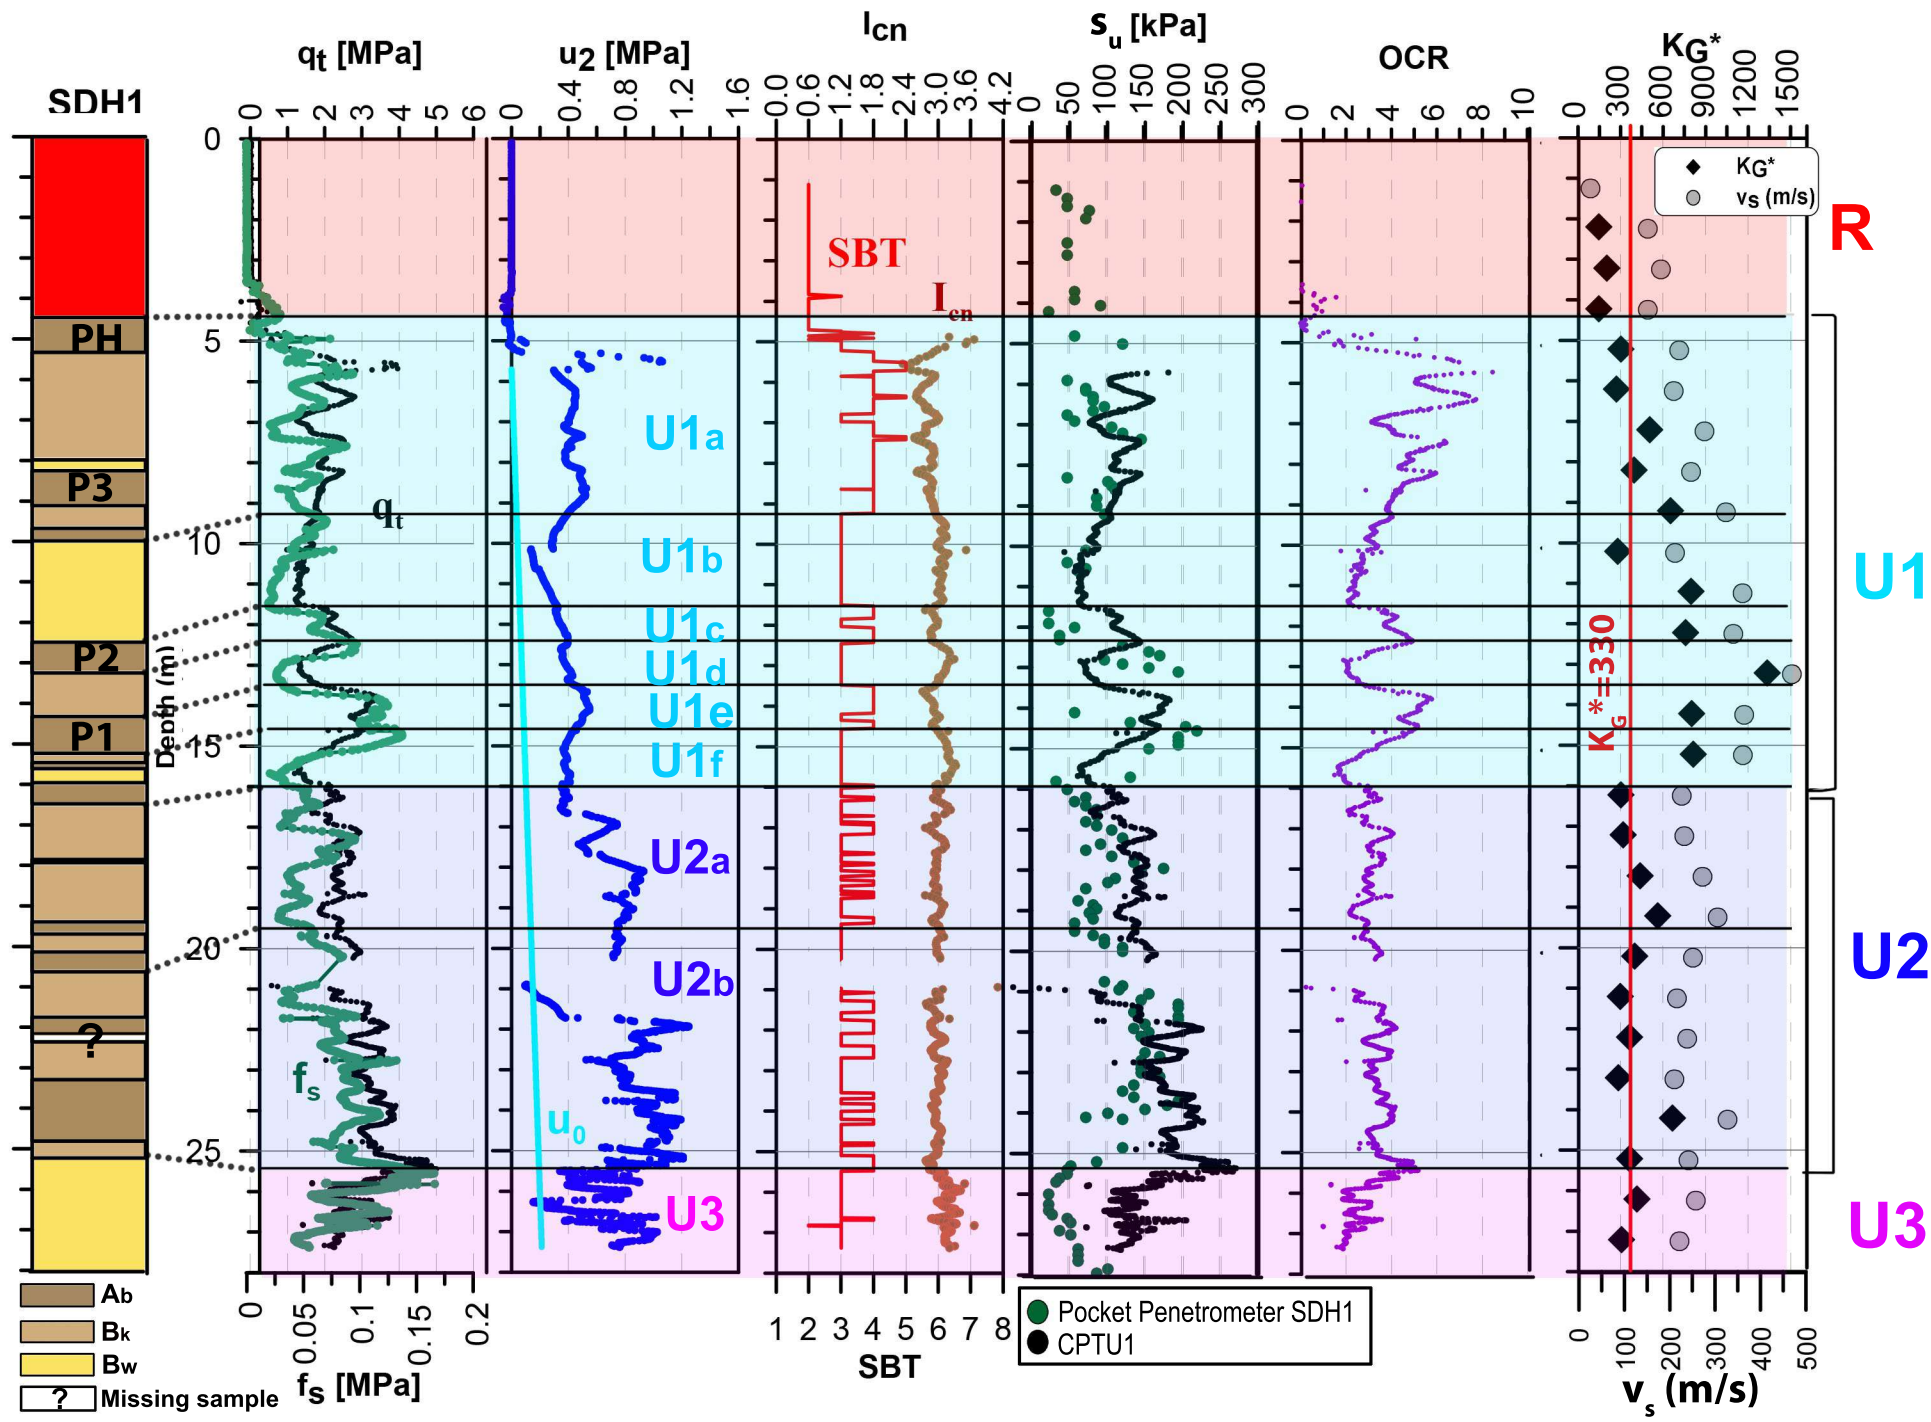 SDH1
qt [MPa]
u2 [MPa]
Icn
su [kPa]
OCR
KG*
0 1 2 3 4 5 6
0 0.4 0.8 1.2 1.6
0.0 0.6 1.2 1.8 2.4 3.0 3.6 4.2
0 50 100 150 200 250 300
0 2 4 6 8 10
0 300 600 900 1200 1500
0
5
10
15
20
25
Depth (m)
PH
P3
P2
P1
?
qt
fs
u0
U1a
U1b
U1c
U1d
U1e
U1f
U2a
U2b
U3
SBT
Icn
KG*
vs (m/s)
KG*=330
R
U1
U2
U3
Ab
Bk
Bw
? Missing sample
0 0.05 0.1 0.15 0.2
fs [MPa]
1 2 3 4 5 6 7 8
SBT
Pocket Penetrometer SDH1
CPTU1
0 100 200 300 500
vs (m/s)